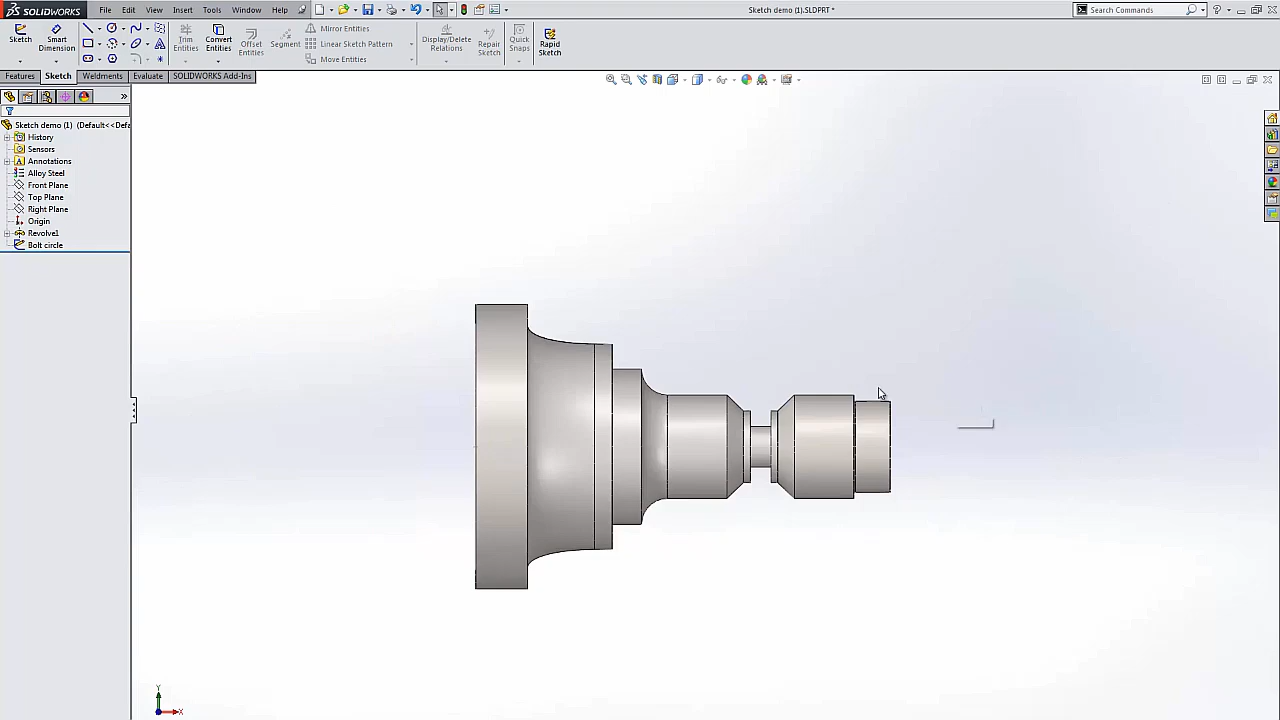 SOLIDWORKS File Edit View Insert Tools Window Help Sketch demo (1).SLDPRT * Search Commands ?
Sketch Smart Dimension Trim Entities Convert Entities Offset Entities Segment Mirror Entities Linear Sketch Pattern Move Entities Display/Delete Relations Repair Sketch Quick Snaps Rapid Sketch
Features Sketch Weldments Evaluate SOLIDWORKS Add-Ins
»
Sketch demo (1) (Default<<Defa
History
Sensors
A Annotations
Alloy Steel
Front Plane
Top Plane
Right Plane
Origin
Revolve1
Bolt circle
Y
X